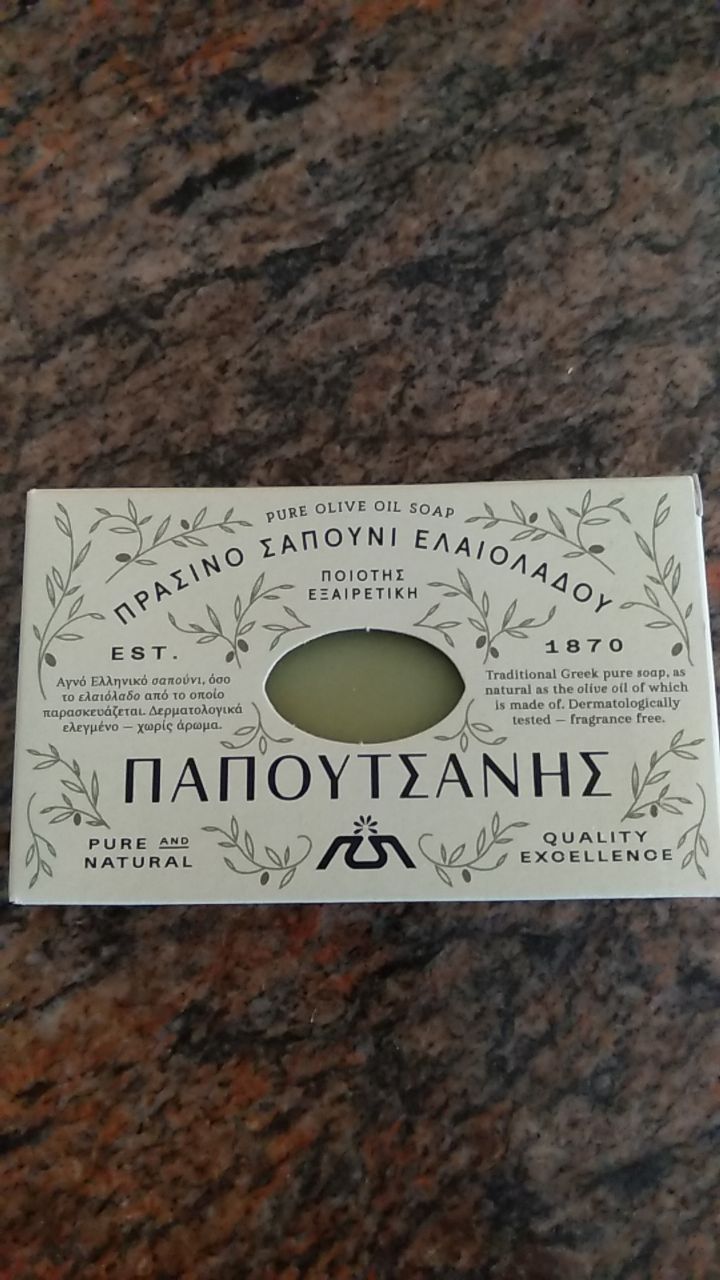 PURE OLIVE OIL SOAP
ΠΡΑΣΙΝΟ ΣΑΠΟΥΝΙ ΕΛΑΙΟΛΑΔΟΥ
ΠΟΙΟΤΗΣ
ΕΞΑΙΡΕΤΙΚΗ
EST.
1870
Αγνό Ελληνικό σαπούνι, όσο
το ελαιόλαδο από το οποίο
παρασκευάζεται. Δερματολογικά
ελεγμένο – χωρίς άρωμα.
Traditional Greek pure soap, as
natural as the olive oil of which
is made of. Dermatologically
tested – fragrance free.
ΠΑΠΟΥΤΣΑΝΗΣ
PURE AND
NATURAL
QUALITY
EXCELLENCE